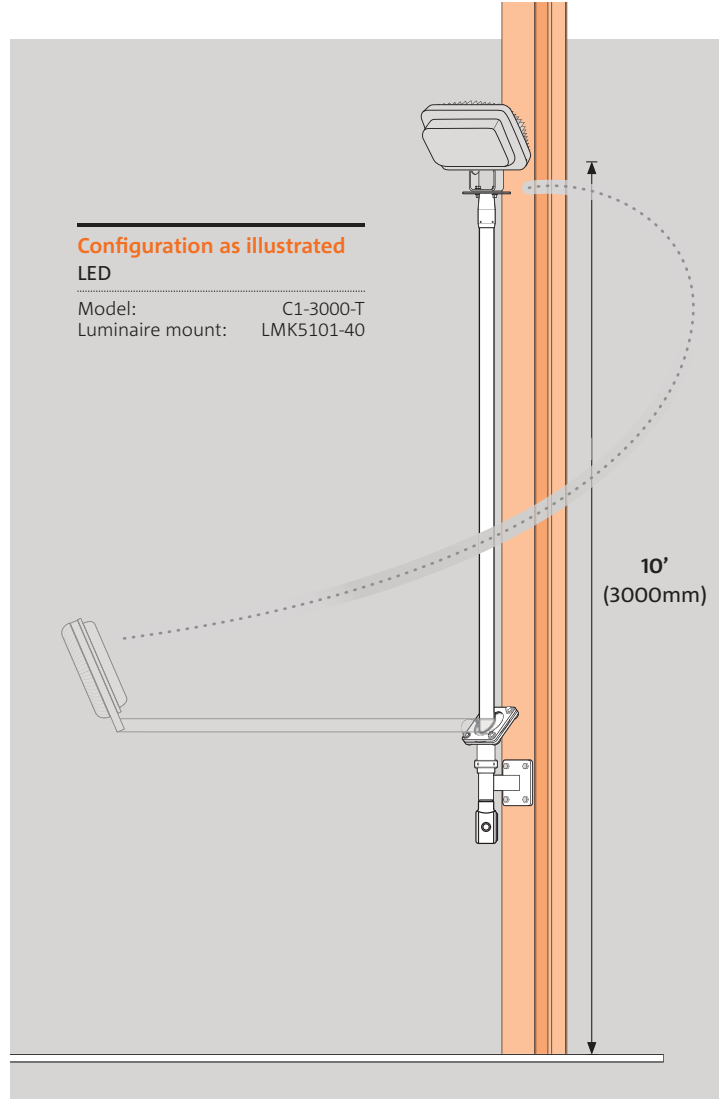 Configuration as illustrated
LED
Model: C1-3000-T
Luminaire mount: LMK5101-40
10’
(3000mm)